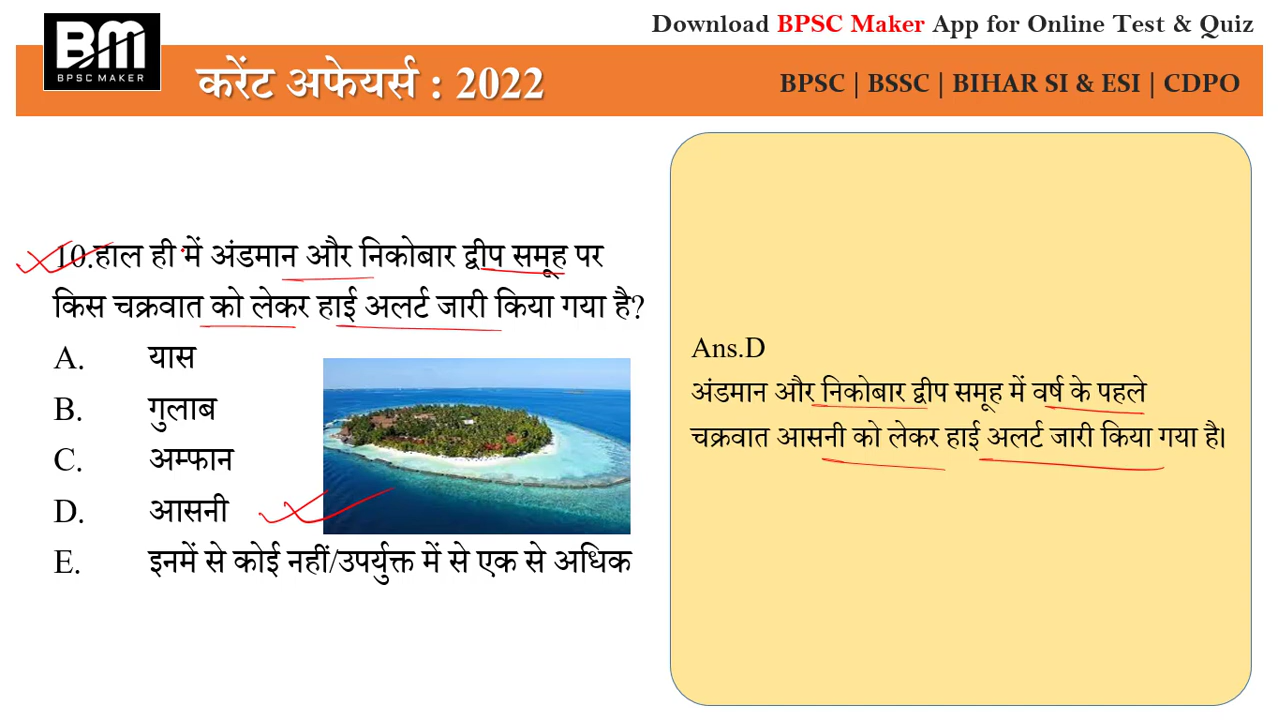 Download BPSC Maker App for Online Test & Quiz
BM
BPSC MAKER
करेंट अफेयर्स : 2022
BPSC | BSSC | BIHAR SI & ESI | CDPO
10.हाल ही में अंडमान और निकोबार द्वीप समूह पर
किस चक्रवात को लेकर हाई अलर्ट जारी किया गया है?
A. यास
B. गुलाब
C. अम्फान
D. आसनी
E. इनमें से कोई नहीं/उपर्युक्त में से एक से अधिक
Ans.D
अंडमान और निकोबार द्वीप समूह में वर्ष के पहले
चक्रवात आसनी को लेकर हाई अलर्ट जारी किया गया है।